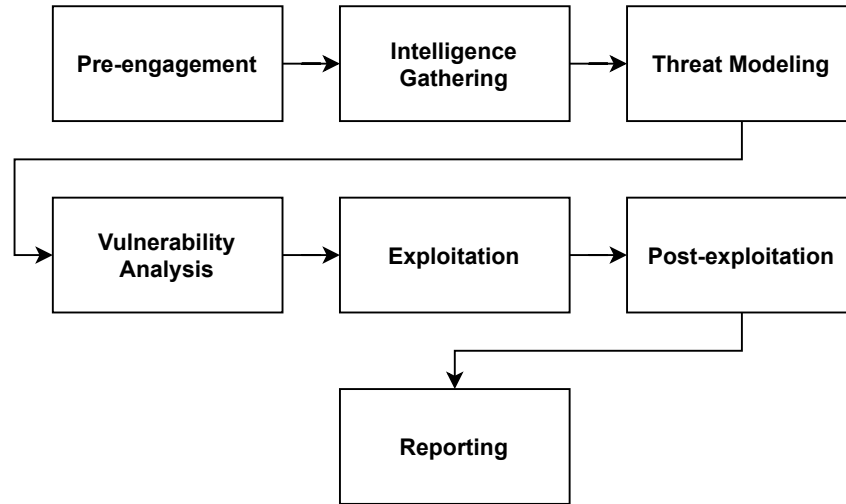 Pre-engagement
Intelligence
Gathering
Threat Modeling
Vulnerability
Analysis
Exploitation
Post-exploitation
Reporting